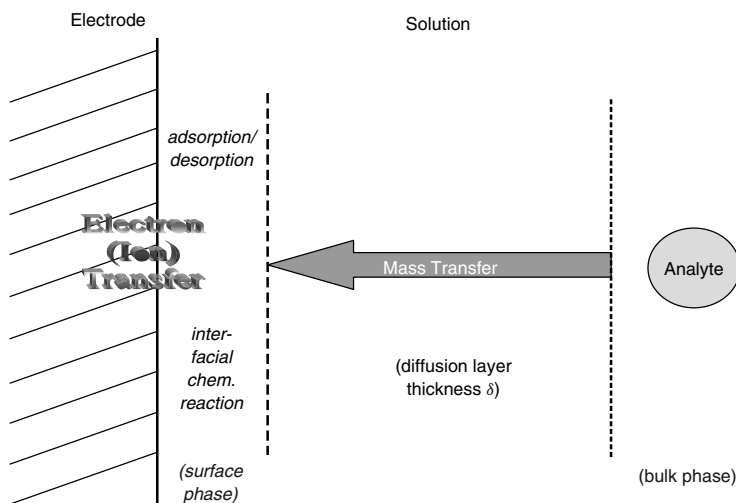 Electrode
Solution
adsorption/
desorption
Electron
(Ion)
Transfer
Mass Transfer
Analyte
inter-
facial
chem.
reaction
(diffusion layer
thickness δ)
(surface
phase)
(bulk phase)